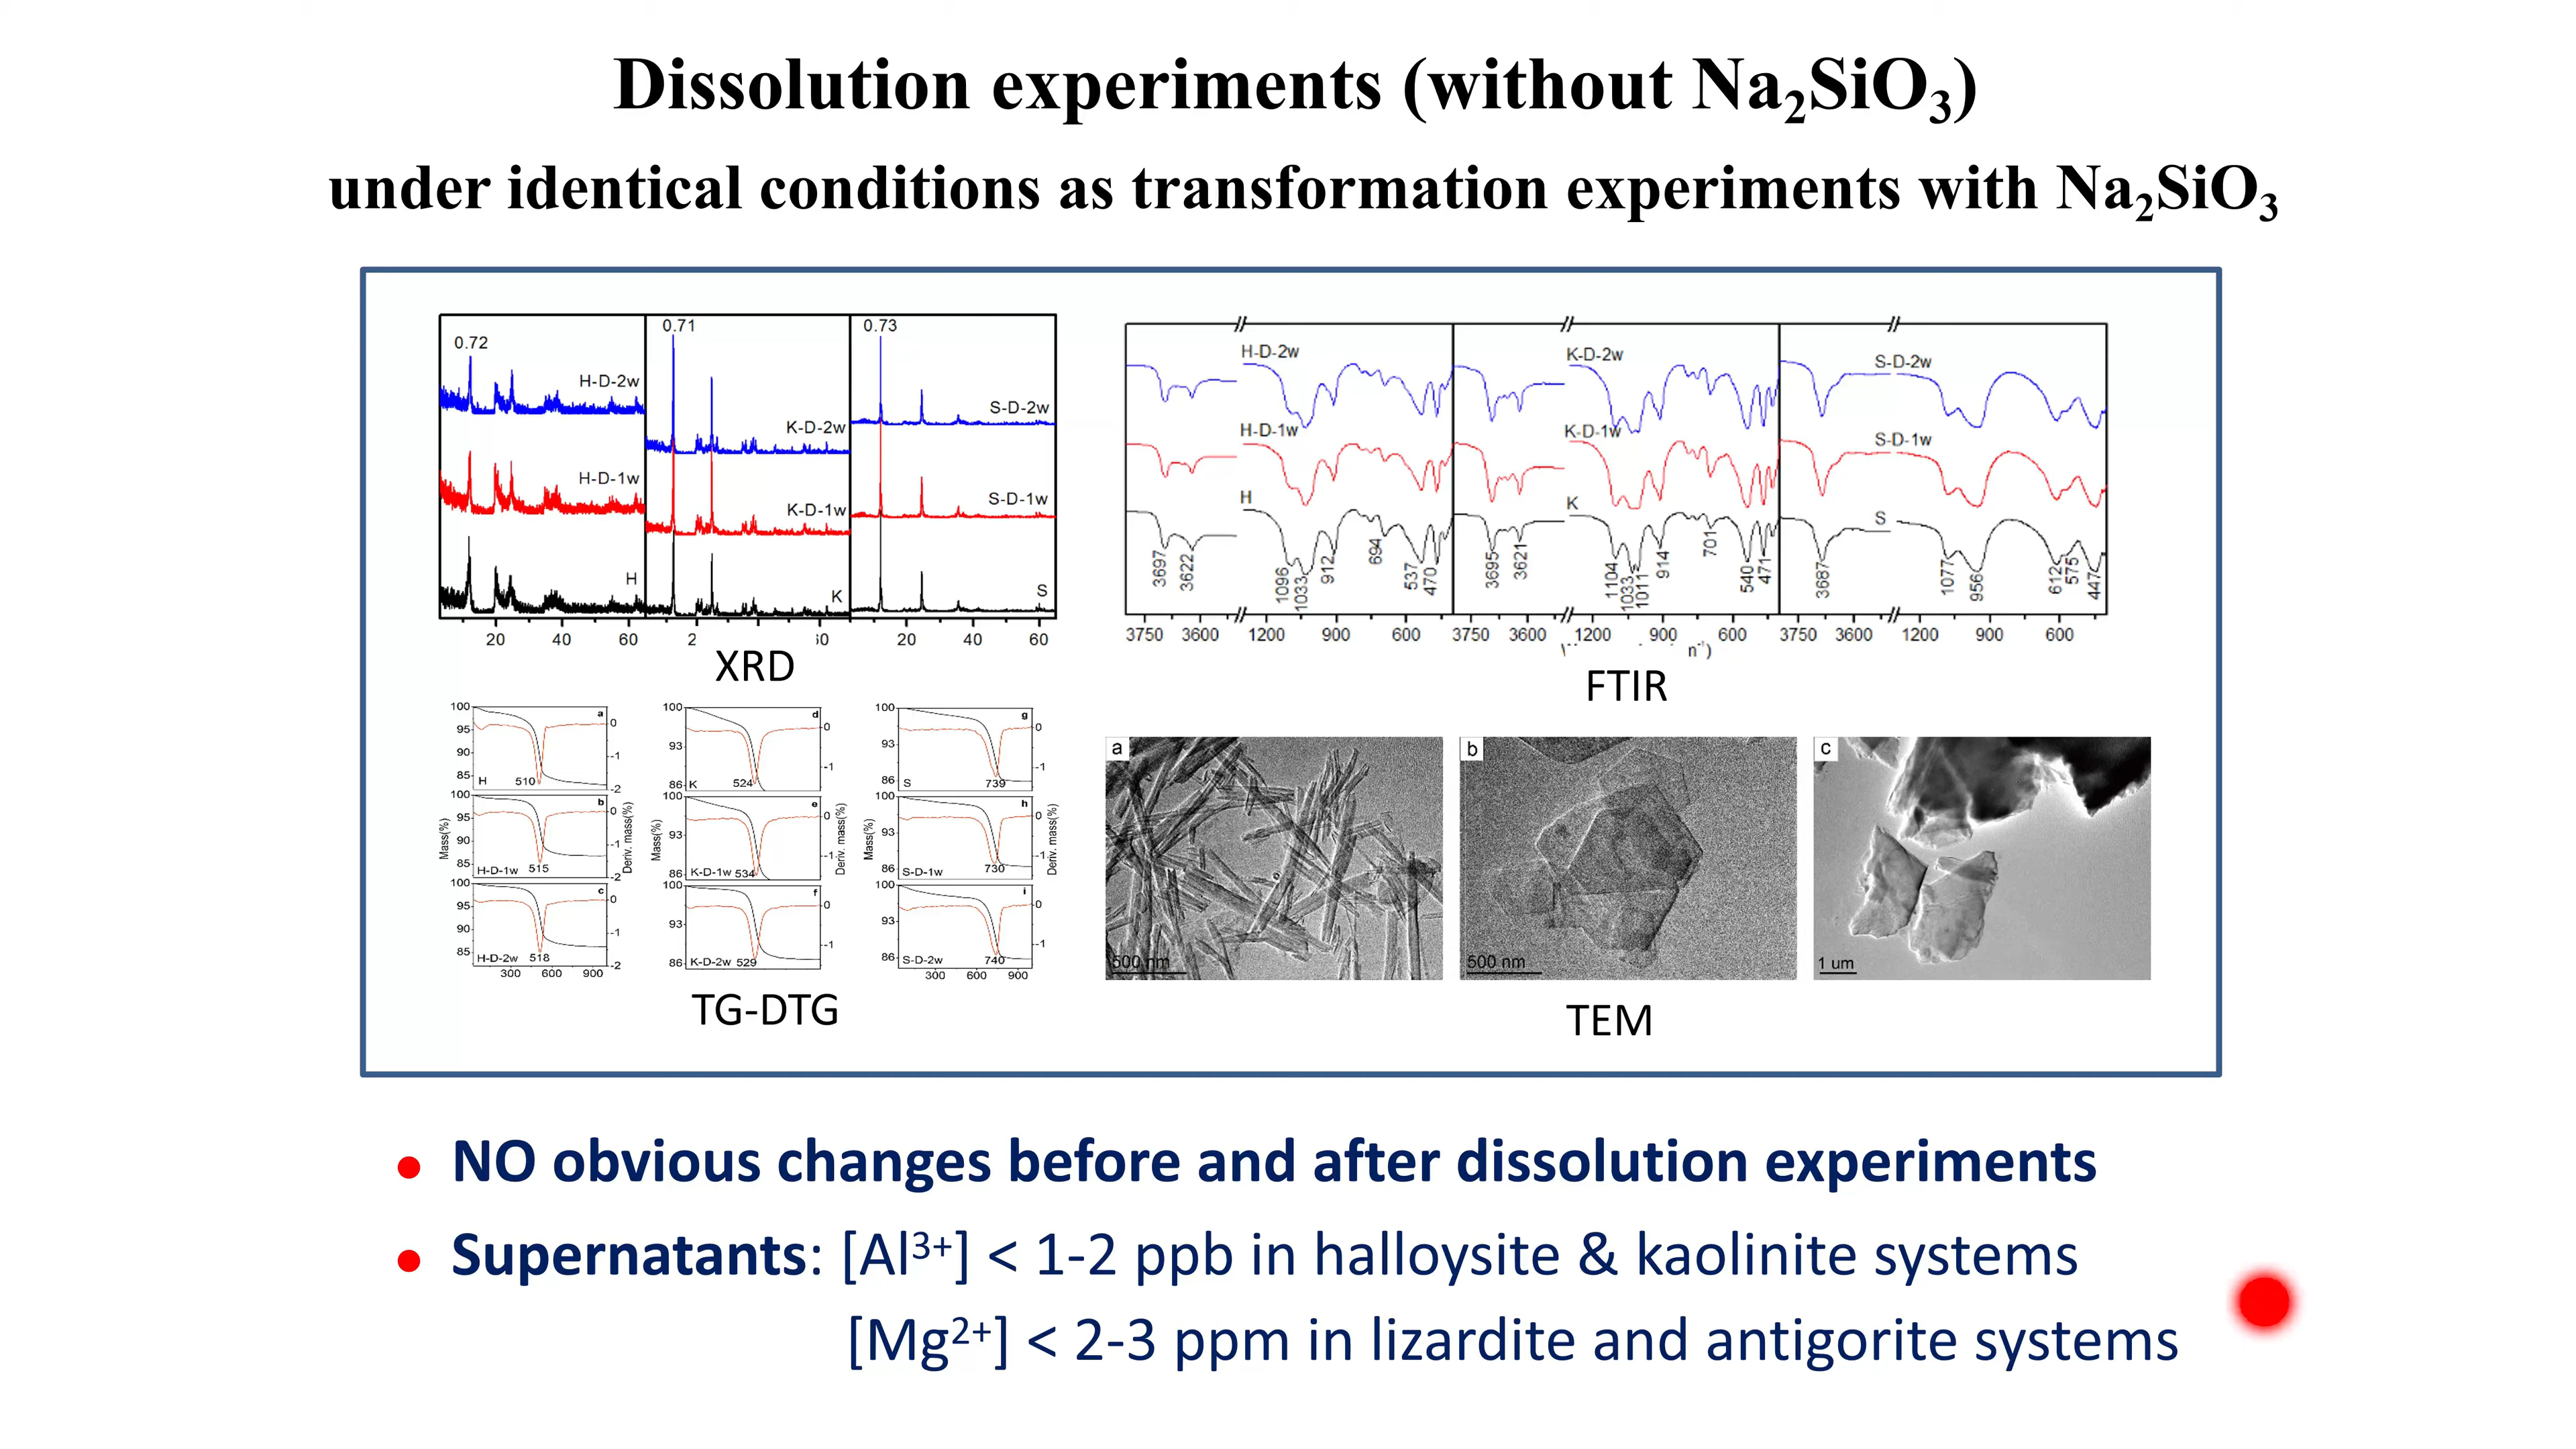 Dissolution experiments (without Na₂SiO₃)
under identical conditions as transformation experiments with Na₂SiO₃
0.72
H-D-2w
H-D-1w
H
0.71
K-D-2w
K-D-1w
K
0.73
S-D-2w
S-D-1w
S
20 40 60 2 20 40 60
XRD
H-D-2w
H-D-1w
H
3697 3622 1096 1033 912 694 537 470
K-D-2w
K-D-1w
K
3695 3621 1104 1033 1011 914 701 540 471
S-D-2w
S-D-1w
S
3687 1077 956 612 575 447
3750 3600 1200 900 600 3750 3600 1200 900 600 3750 3600 1200 900 600
FTIR
100 95 90 85
a
0 -1 -2
H 510
100 95 90 85
b
0 -1 -2
H-D-1w 515
100 95 90 85
c
0 -1 -2
H-D-2w 518
300 600 900
Mass(%)
Deriv. mass(%)
100 93 86
d
0 -1
K 524
100 93 86
e
0 -1
K-D-1w 534
100 93 86
f
0 -1
K-D-2w 529
Mass(%)
Deriv. mass(%)
100 93 86
g
0 -1
S 739
100 93 86
h
0 -1
S-D-1w 730
100 93 86
i
0 -1
S-D-2w 740
300 600 900
Mass(%)
Deriv. mass(%)
TG-DTG
a
500 nm
b
500 nm
c
1 um
TEM
● NO obvious changes before and after dissolution experiments
● Supernatants: [Al³⁺] < 1-2 ppb in halloysite & kaolinite systems
[Mg²⁺] < 2-3 ppm in lizardite and antigorite systems